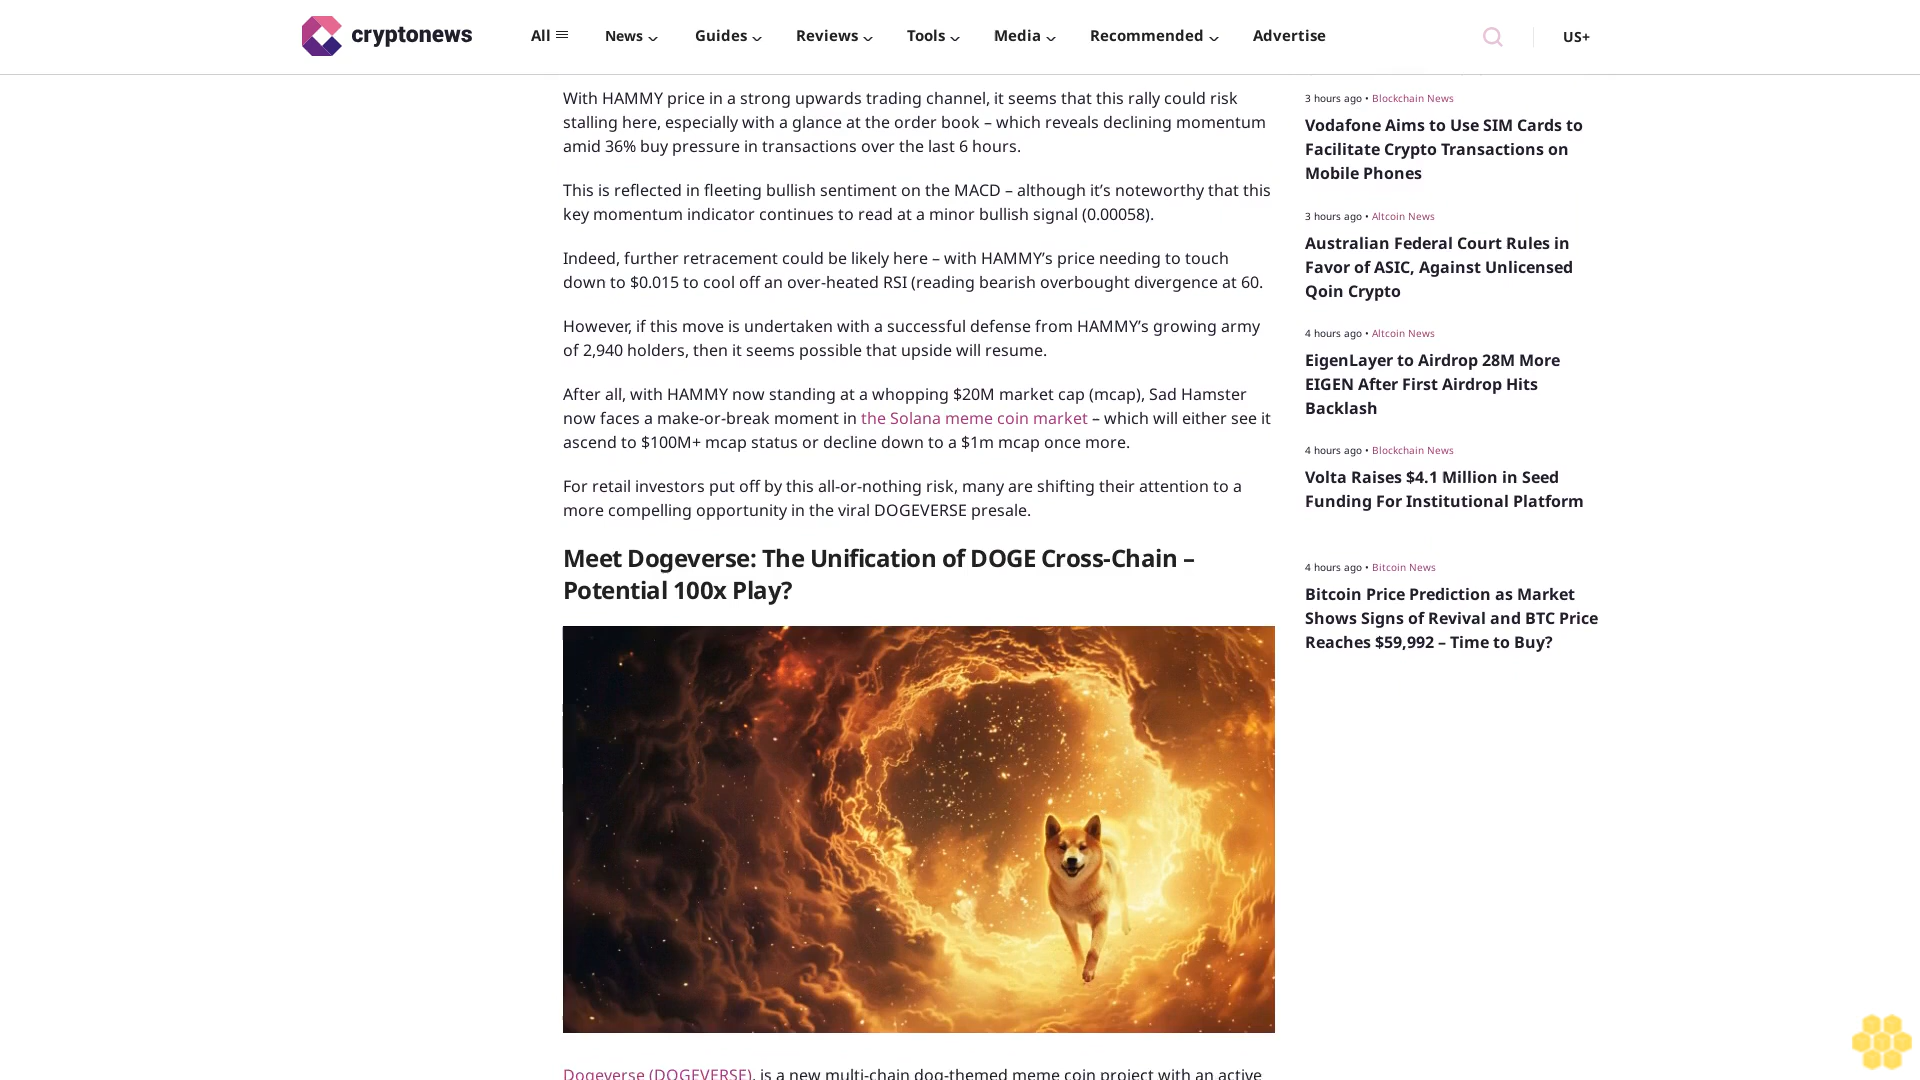 cryptonews
All
News
Guides
Reviews
Tools
Media
Recommended
Advertise
US+
With HAMMY price in a strong upwards trading channel, it seems that this rally could risk
stalling here, especially with a glance at the order book – which reveals declining momentum
amid 36% buy pressure in transactions over the last 6 hours.
This is reflected in fleeting bullish sentiment on the MACD – although it’s noteworthy that this
key momentum indicator continues to read at a minor bullish signal (0.00058).
Indeed, further retracement could be likely here – with HAMMY’s price needing to touch
down to $0.015 to cool off an over-heated RSI (reading bearish overbought divergence at 60.
However, if this move is undertaken with a successful defense from HAMMY’s growing army
of 2,940 holders, then it seems possible that upside will resume.
After all, with HAMMY now standing at a whopping $20M market cap (mcap), Sad Hamster
now faces a make-or-break moment in the Solana meme coin market – which will either see it
ascend to $100M+ mcap status or decline down to a $1m mcap once more.
For retail investors put off by this all-or-nothing risk, many are shifting their attention to a
more compelling opportunity in the viral DOGEVERSE presale.
Meet Dogeverse: The Unification of DOGE Cross-Chain –
Potential 100x Play?
Dogeverse (DOGEVERSE), is a new multi-chain dog-themed meme coin project with an active
3 hours ago • Blockchain News
Vodafone Aims to Use SIM Cards to
Facilitate Crypto Transactions on
Mobile Phones
3 hours ago • Altcoin News
Australian Federal Court Rules in
Favor of ASIC, Against Unlicensed
Qoin Crypto
4 hours ago • Altcoin News
EigenLayer to Airdrop 28M More
EIGEN After First Airdrop Hits
Backlash
4 hours ago • Blockchain News
Volta Raises $4.1 Million in Seed
Funding For Institutional Platform
4 hours ago • Bitcoin News
Bitcoin Price Prediction as Market
Shows Signs of Revival and BTC Price
Reaches $59,992 – Time to Buy?